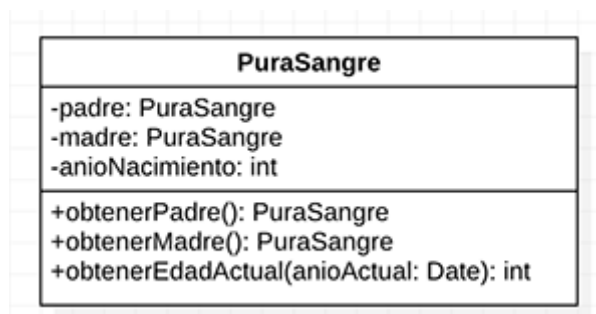 PuraSangre
-padre: PuraSangre
-madre: PuraSangre
-anioNacimiento: int
+obtenerPadre(): PuraSangre
+obtenerMadre(): PuraSangre
+obtenerEdadActual(anioActual: Date): int